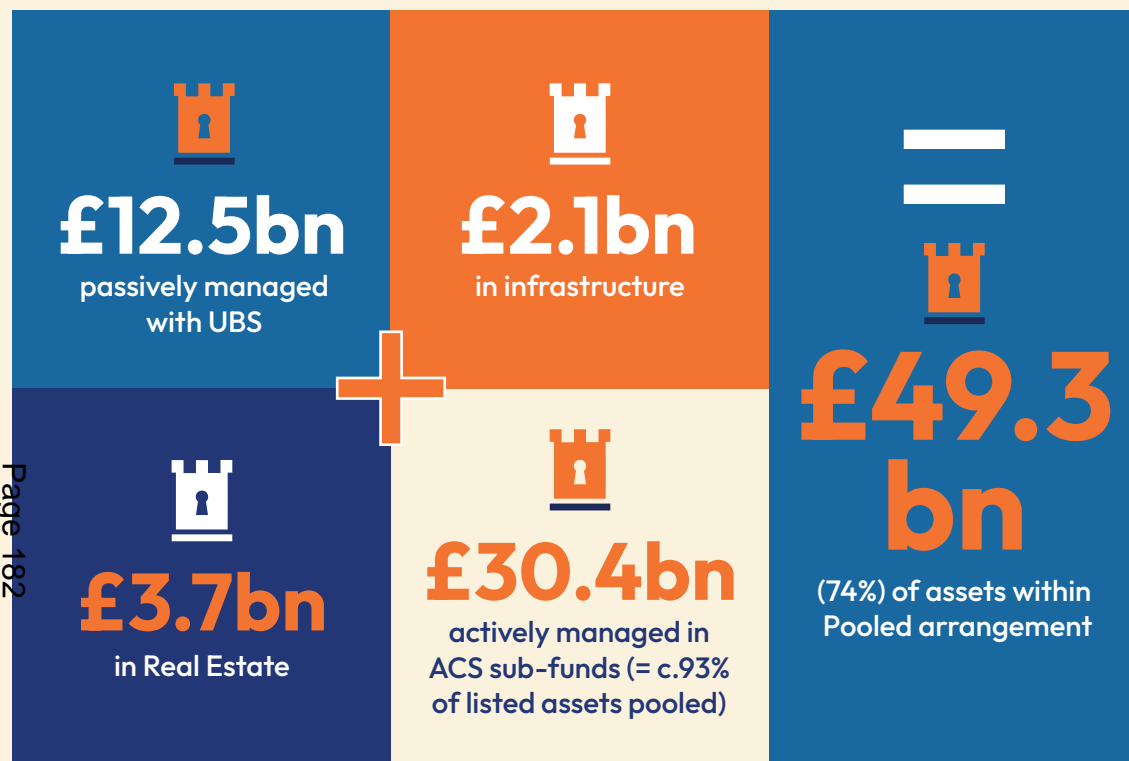 £12.5bn
passively managed
with UBS
£2.1bn
in infrastructure
£3.7bn
in Real Estate
£30.4bn
actively managed in
ACS sub-funds (= c.93%
of listed assets pooled)
£49.3
bn
(74%) of assets within
Pooled arrangement
Page 182